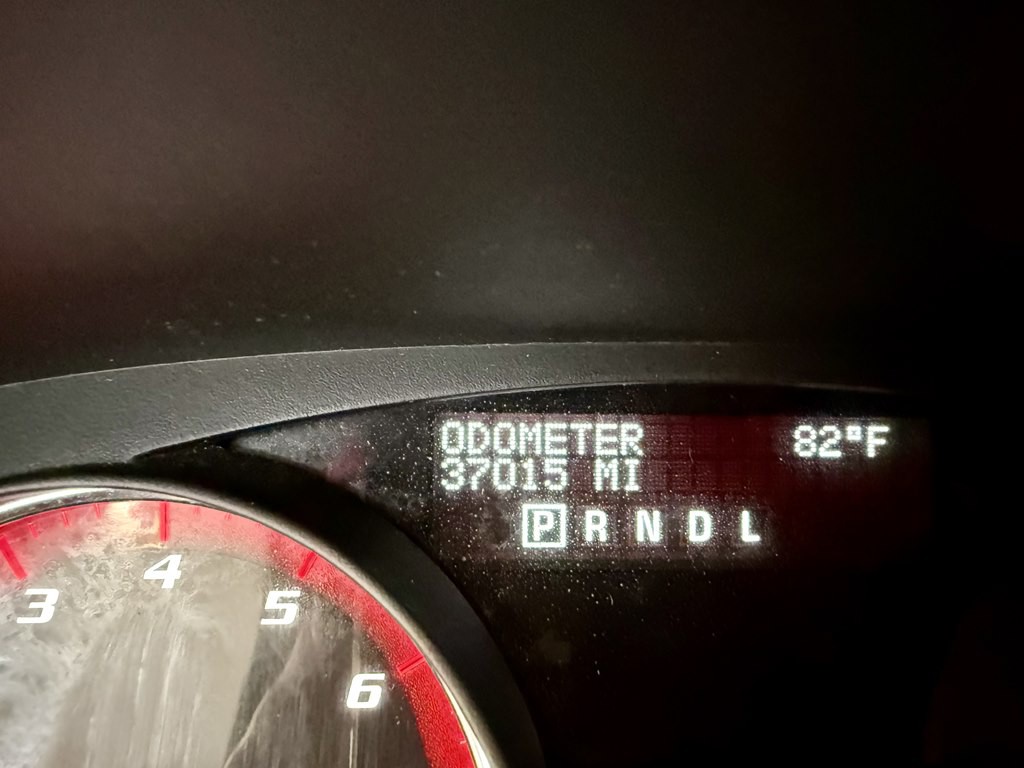 ODOMETER 82°F
37015 MI
P R N D L
3 4 5 6